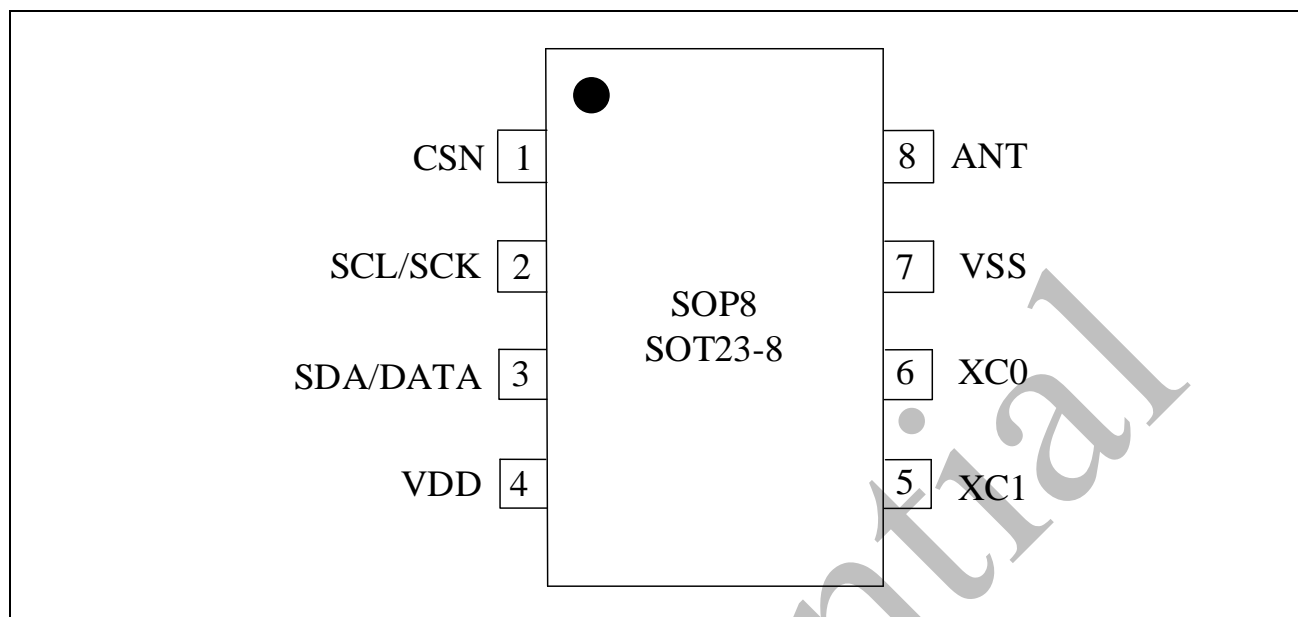 CSN 1
8 ANT
SCL/SCK 2
7 VSS
SOP8
SOT23-8
SDA/DATA 3
6 XC0
VDD 4
5 XC1
ntial